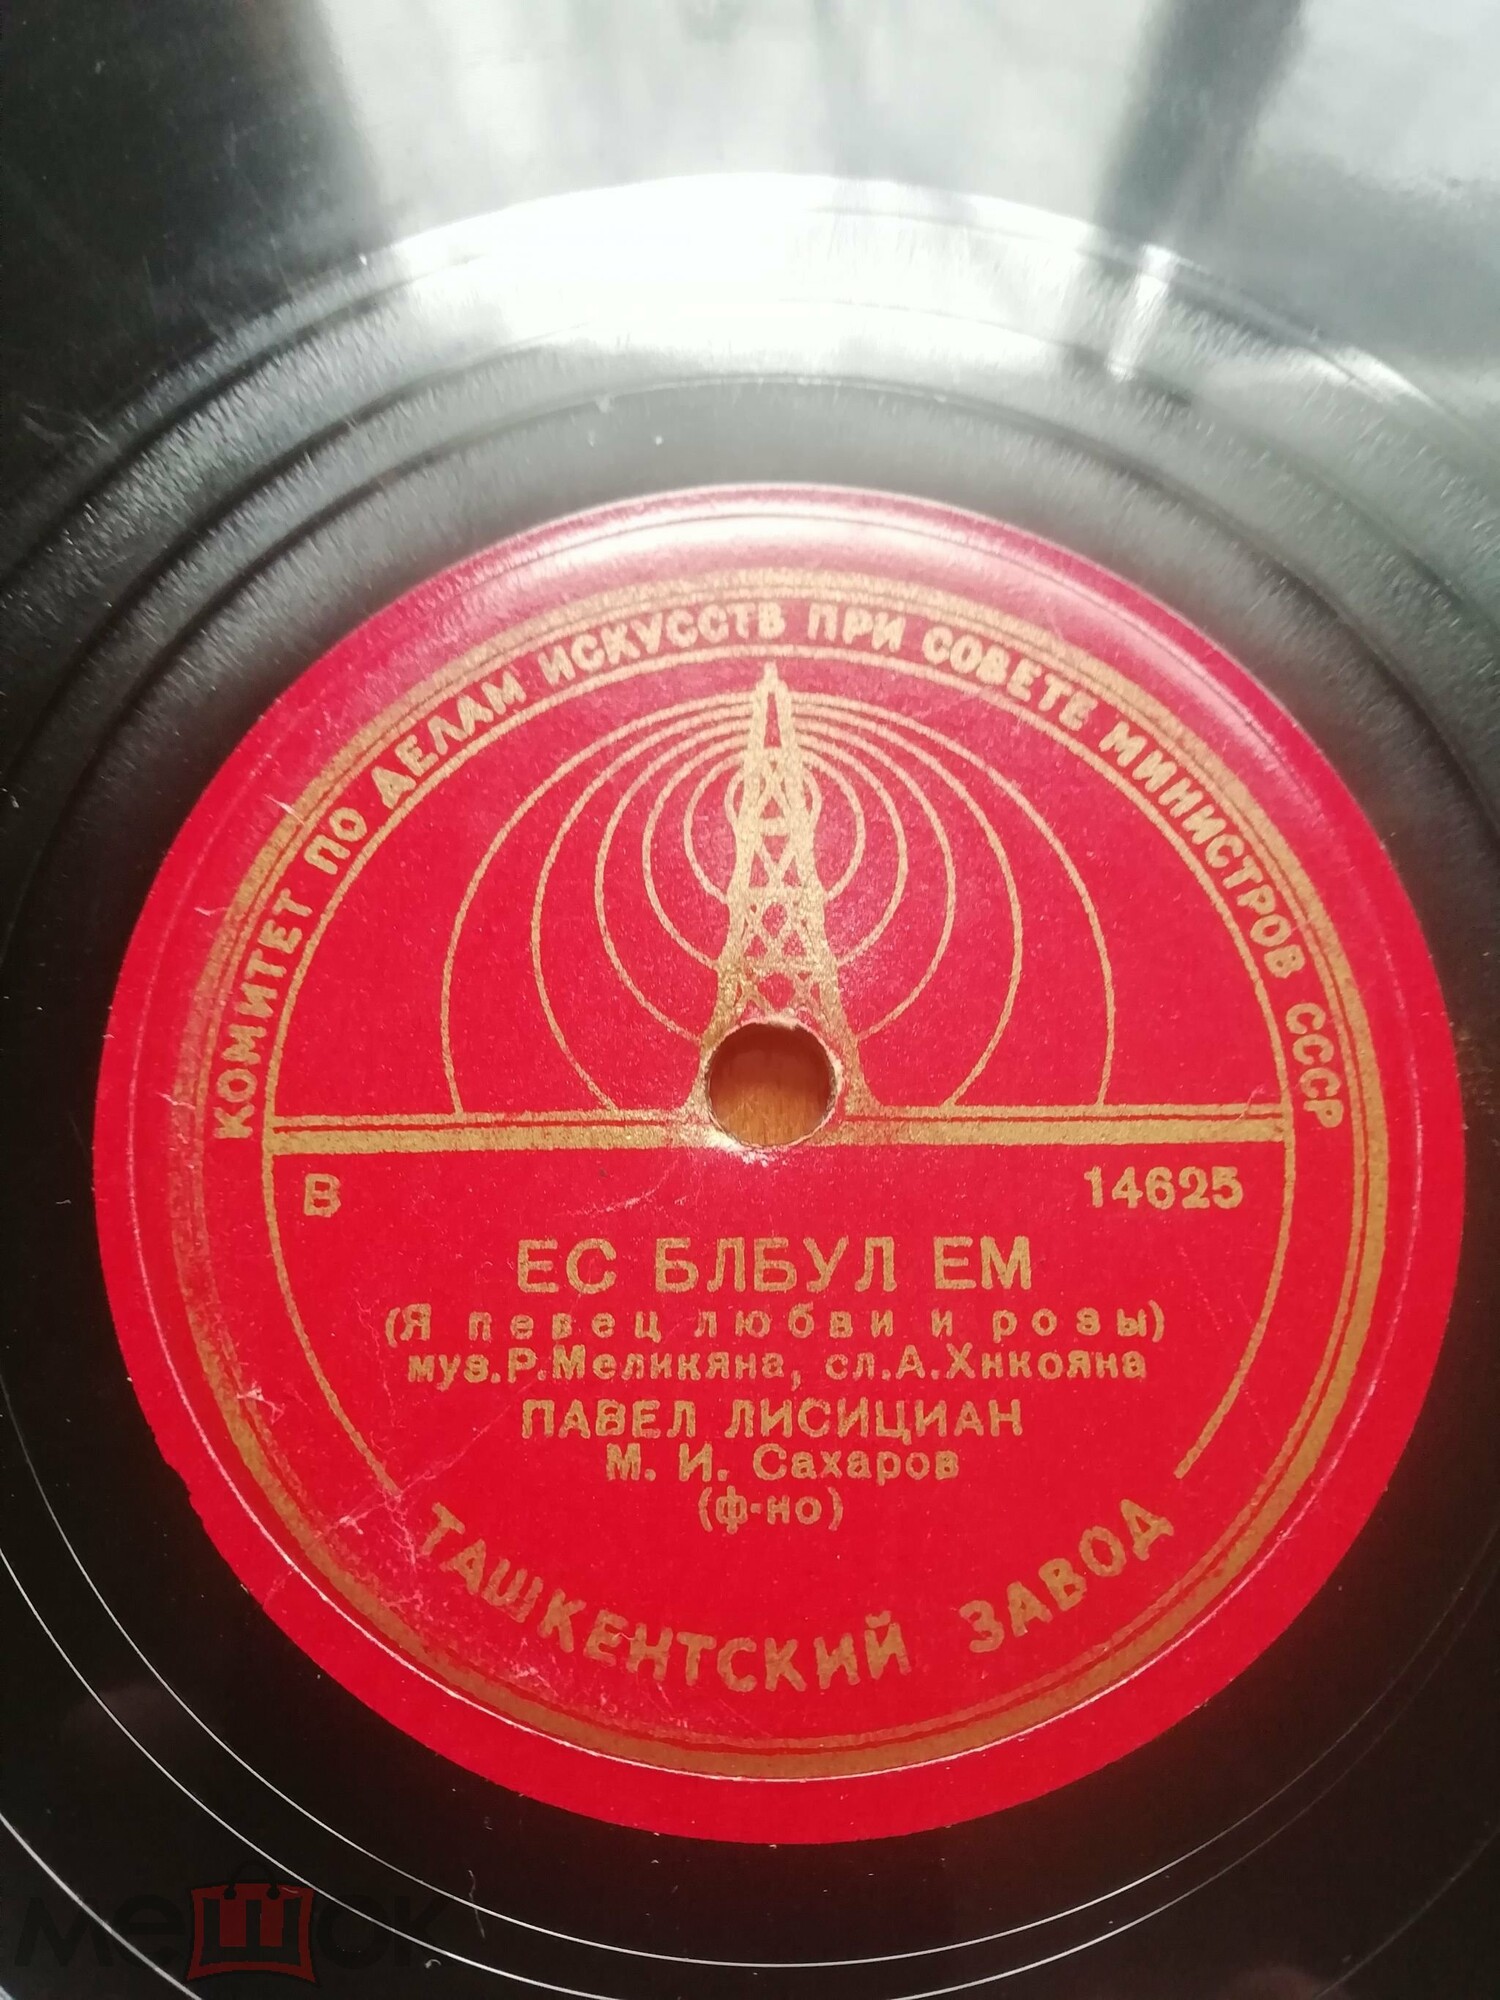 КОМИТЕТ ПО ДЕЛАМ ИСКУССТВ ПРИ СОВЕТЕ МИНИСТРОВ СССР
В 14625
ЕС БЛБУЛ ЕМ
(Я певец любви и розы)
муз.Р.Меликяна, сл.А.Хнкояна
ПАВЕЛ ЛИСИЦИАН
М. И. Сахаров
(ф-но)
ТАШКЕНТСКИЙ ЗАВОД
мешок